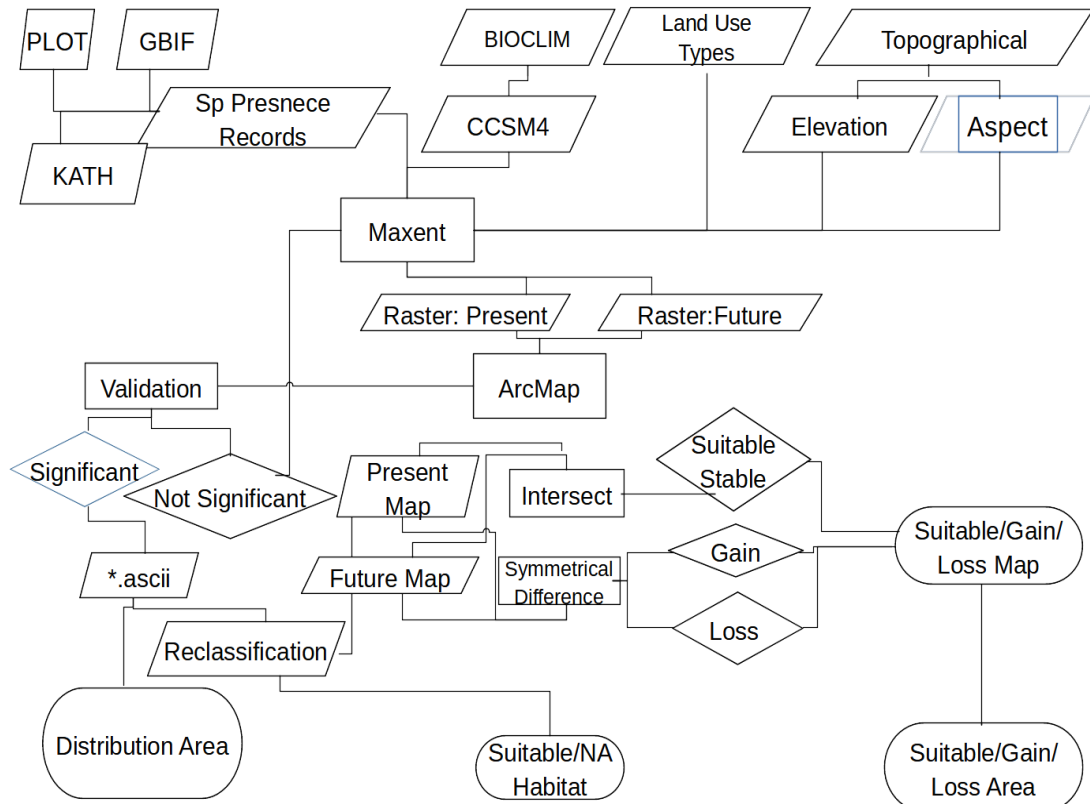 PLOT
GBIF
BIOCLIM
Land Use
Types
Topographical
Sp Presnece
Records
CCSM4
Elevation
Aspect
KATH
Maxent
Raster: Present
Raster:Future
Validation
ArcMap
Significant
Not Significant
Present
Map
Intersect
Suitable
Stable
Suitable/Gain/
Loss Map
Gain
*.ascii
Future Map
Symmetrical
Difference
Loss
Reclassification
Distribution Area
Suitable/NA
Habitat
Suitable/Gain/
Loss Area